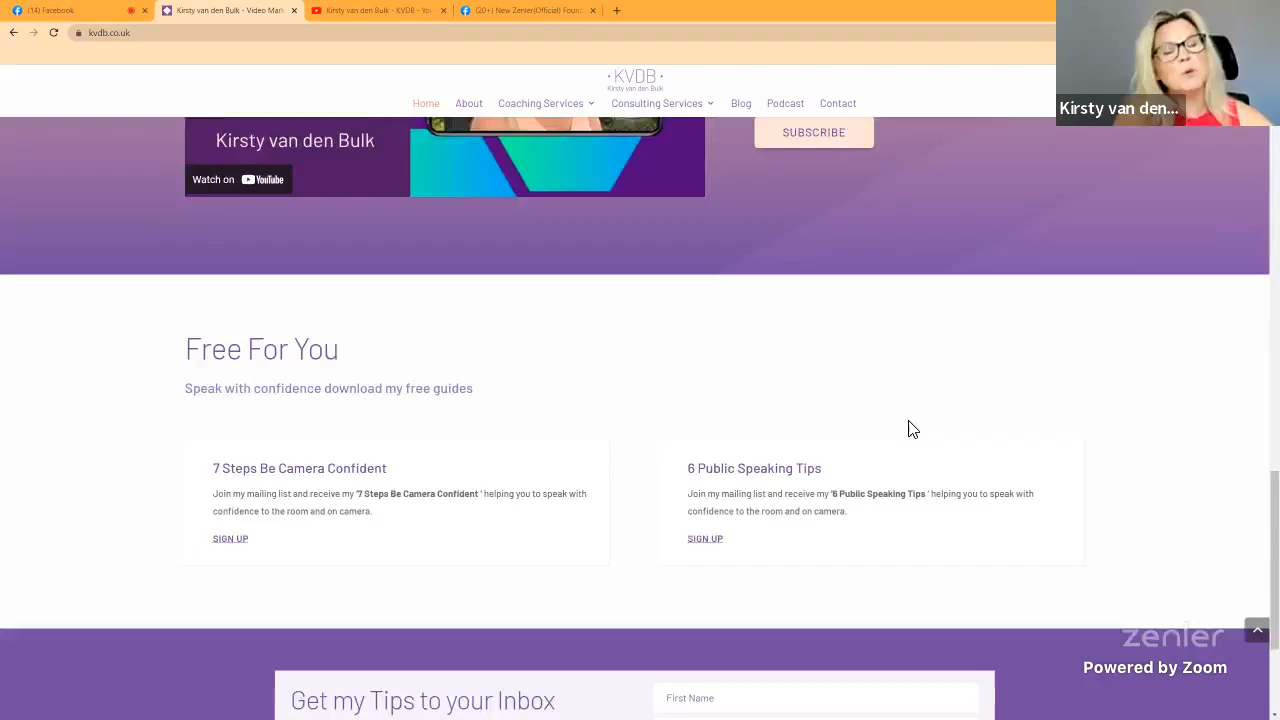 (14) Facebook
Kirsty van den Bulk - Video Mark
Kirsty van den Bulk - KVDB - You
(20+) New Zenler(Official) Found
kvdb.co.uk
· KVDB ·
Kirsty van den Bulk
Home About Coaching Services Consulting Services Blog Podcast Contact
Kirsty van den...
Kirsty van den Bulk
SUBSCRIBE
Watch on YouTube
Free For You
Speak with confidence download my free guides
7 Steps Be Camera Confident
Join my mailing list and receive my '7 Steps Be Camera Confident ' helping you to speak with
confidence to the room and on camera.
SIGN UP
6 Public Speaking Tips
Join my mailing list and receive my '6 Public Speaking Tips ' helping you to speak with
confidence to the room and on camera.
SIGN UP
zenler
Powered by Zoom
Get my Tips to your Inbox
First Name